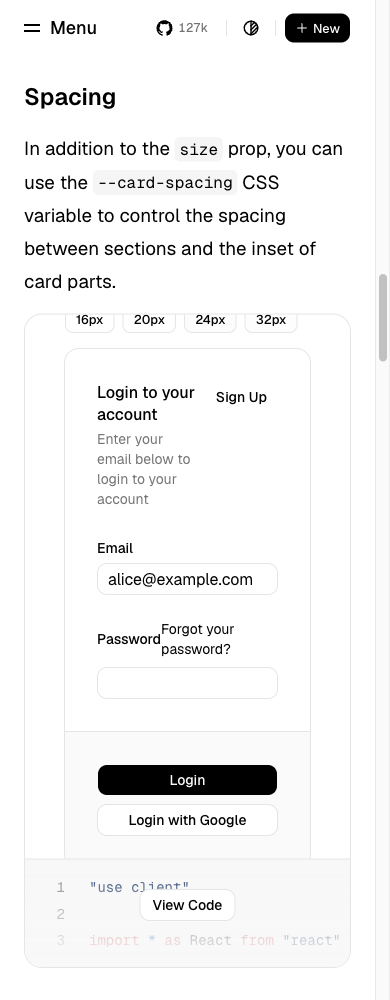 Menu 127k + New
Spacing
In addition to the size prop, you can
use the --card-spacing CSS
variable to control the spacing
between sections and the inset of
card parts.
16px 20px 24px 32px
Login to your
account
Sign Up
Enter your
email below to
login to your
account
Email
alice@example.com
Password
Forgot your
password?
Login
Login with Google
1 "use client"
View Code
2
3 import * as React from "react"